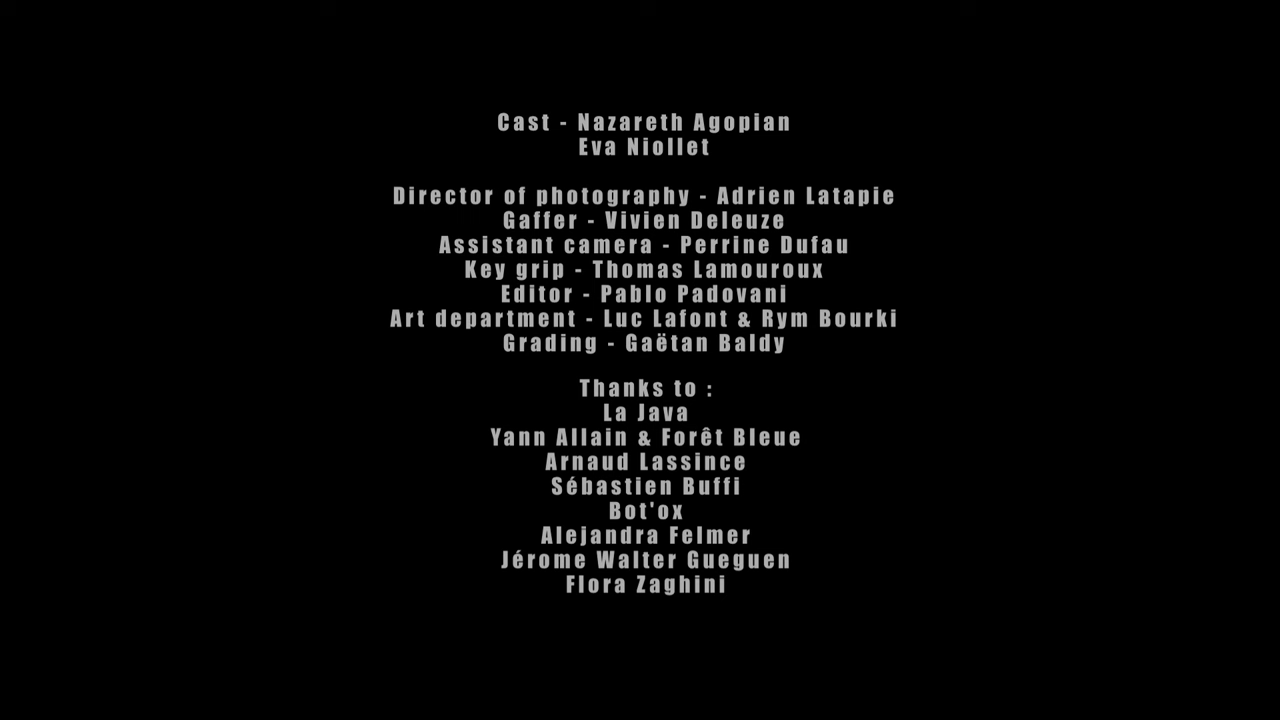 Cast - Nazareth Agopian
Eva Niollet
Director of photography - Adrien Latapie
Gaffer - Vivien Deleuze
Assistant camera - Perrine Dufau
Key grip - Thomas Lamouroux
Editor - Pablo Padovani
Art department - Luc Lafont & Rym Bourki
Grading - Gaëtan Baldy
Thanks to :
La Java
Yann Allain & Forêt Bleue
Arnaud Lassince
Sébastien Buffi
Bot'ox
Alejandra Felmer
Jérome Walter Gueguen
Flora Zaghini